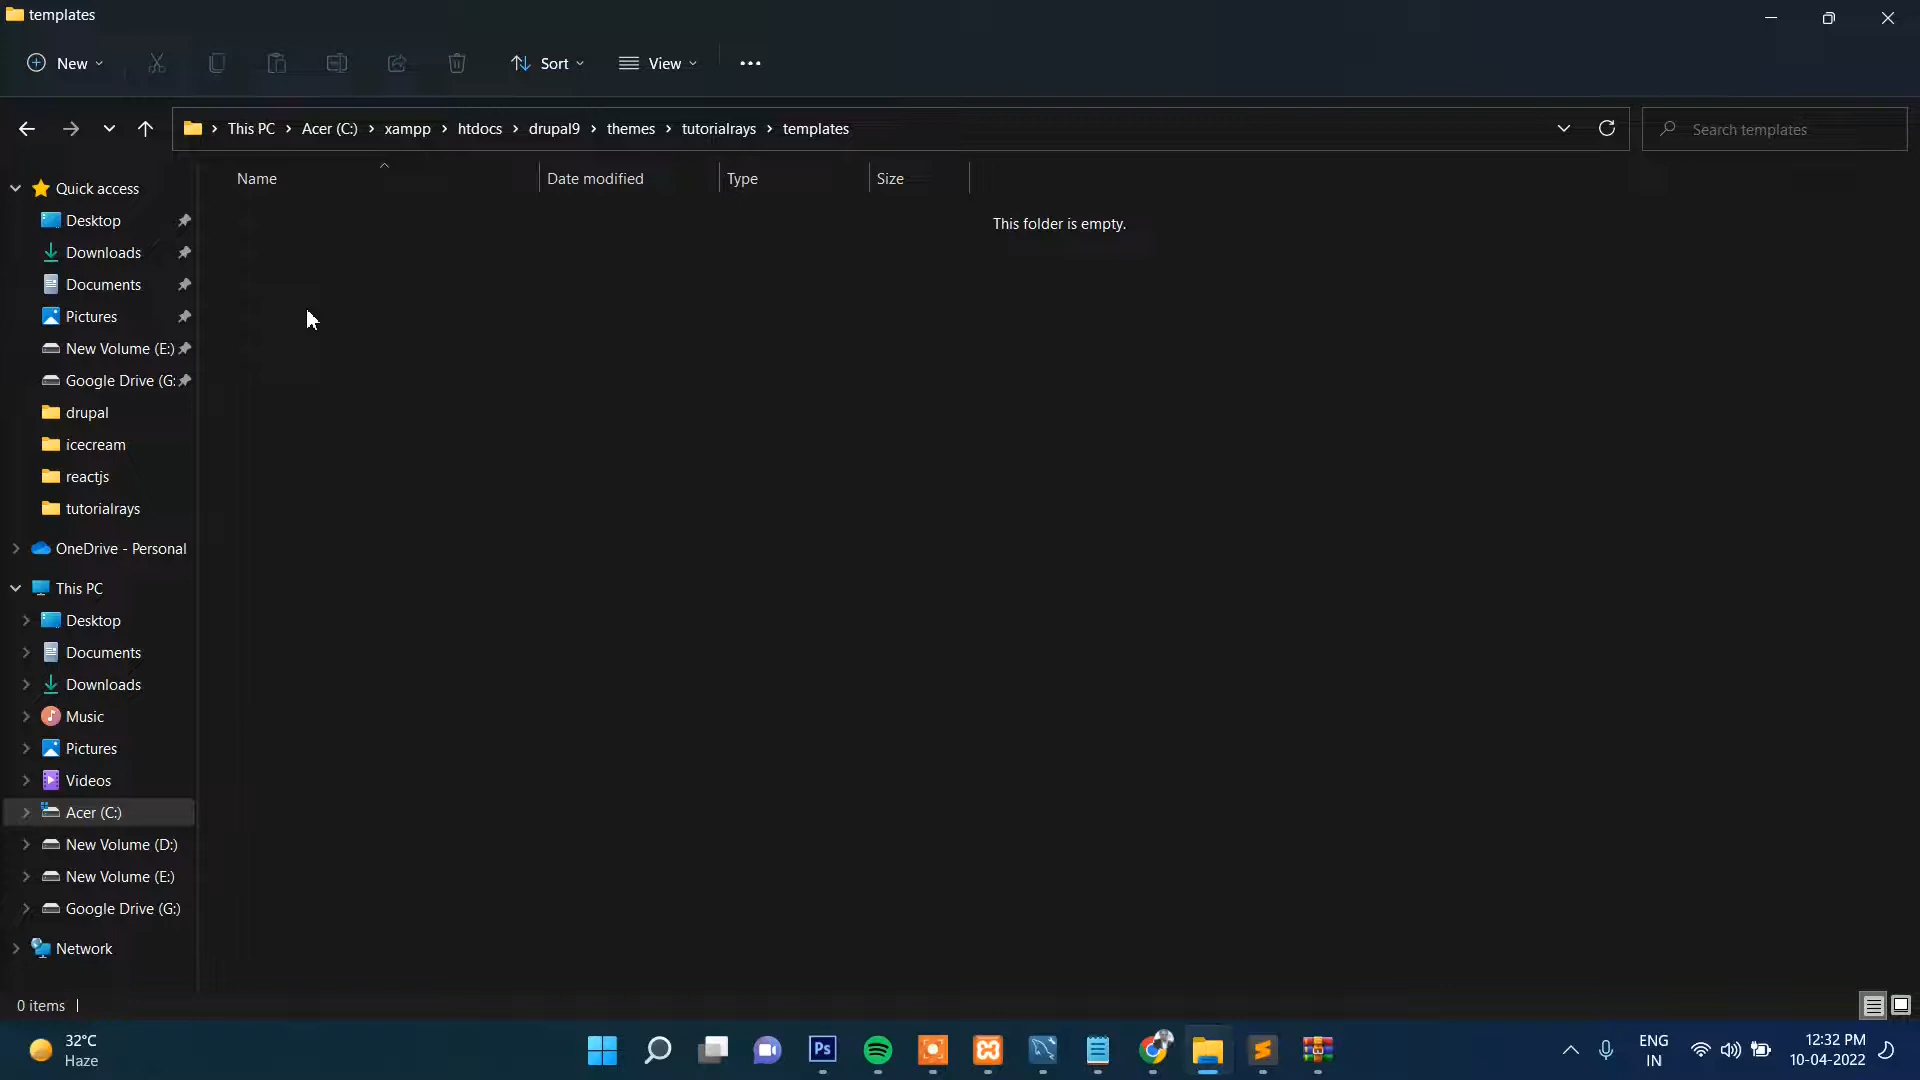 templates
New
Sort
View
This PC > Acer (C:) > xampp > htdocs > drupal9 > themes > tutorialrays > templates
Search templates
Name
Date modified
Type
Size
This folder is empty.
Quick access
Desktop
Downloads
Documents
Pictures
New Volume (E:)
Google Drive (G:
drupal
icecream
reactjs
tutorialrays
OneDrive - Personal
This PC
Desktop
Documents
Downloads
Music
Pictures
Videos
Acer (C:)
New Volume (D:)
New Volume (E:)
Google Drive (G:)
Network
0 items
32°C
Haze
Ps
ENG
IN
12:32 PM
10-04-2022